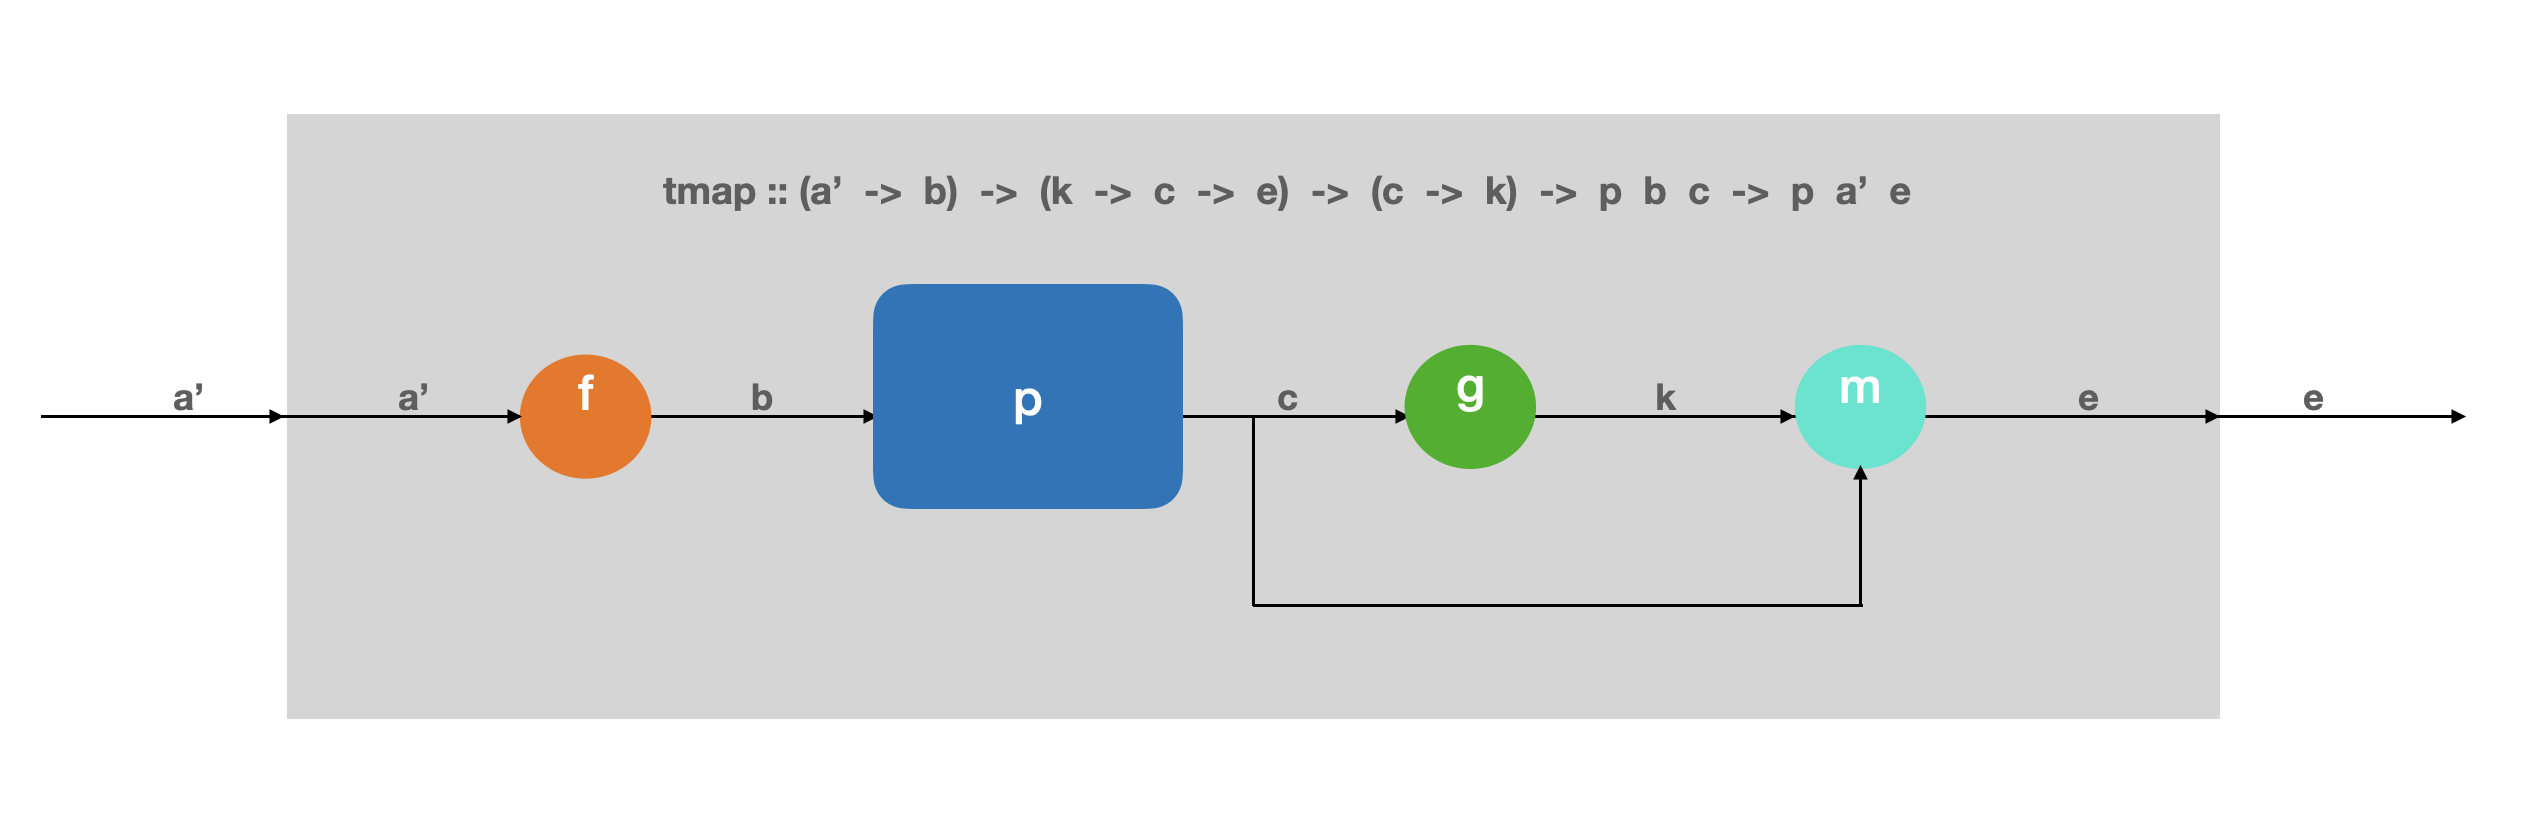 tmap :: (a’ -> b) -> (k -> c -> e) -> (c -> k) -> p b c -> p a’ e
a’ a’ f b p c g k m e e